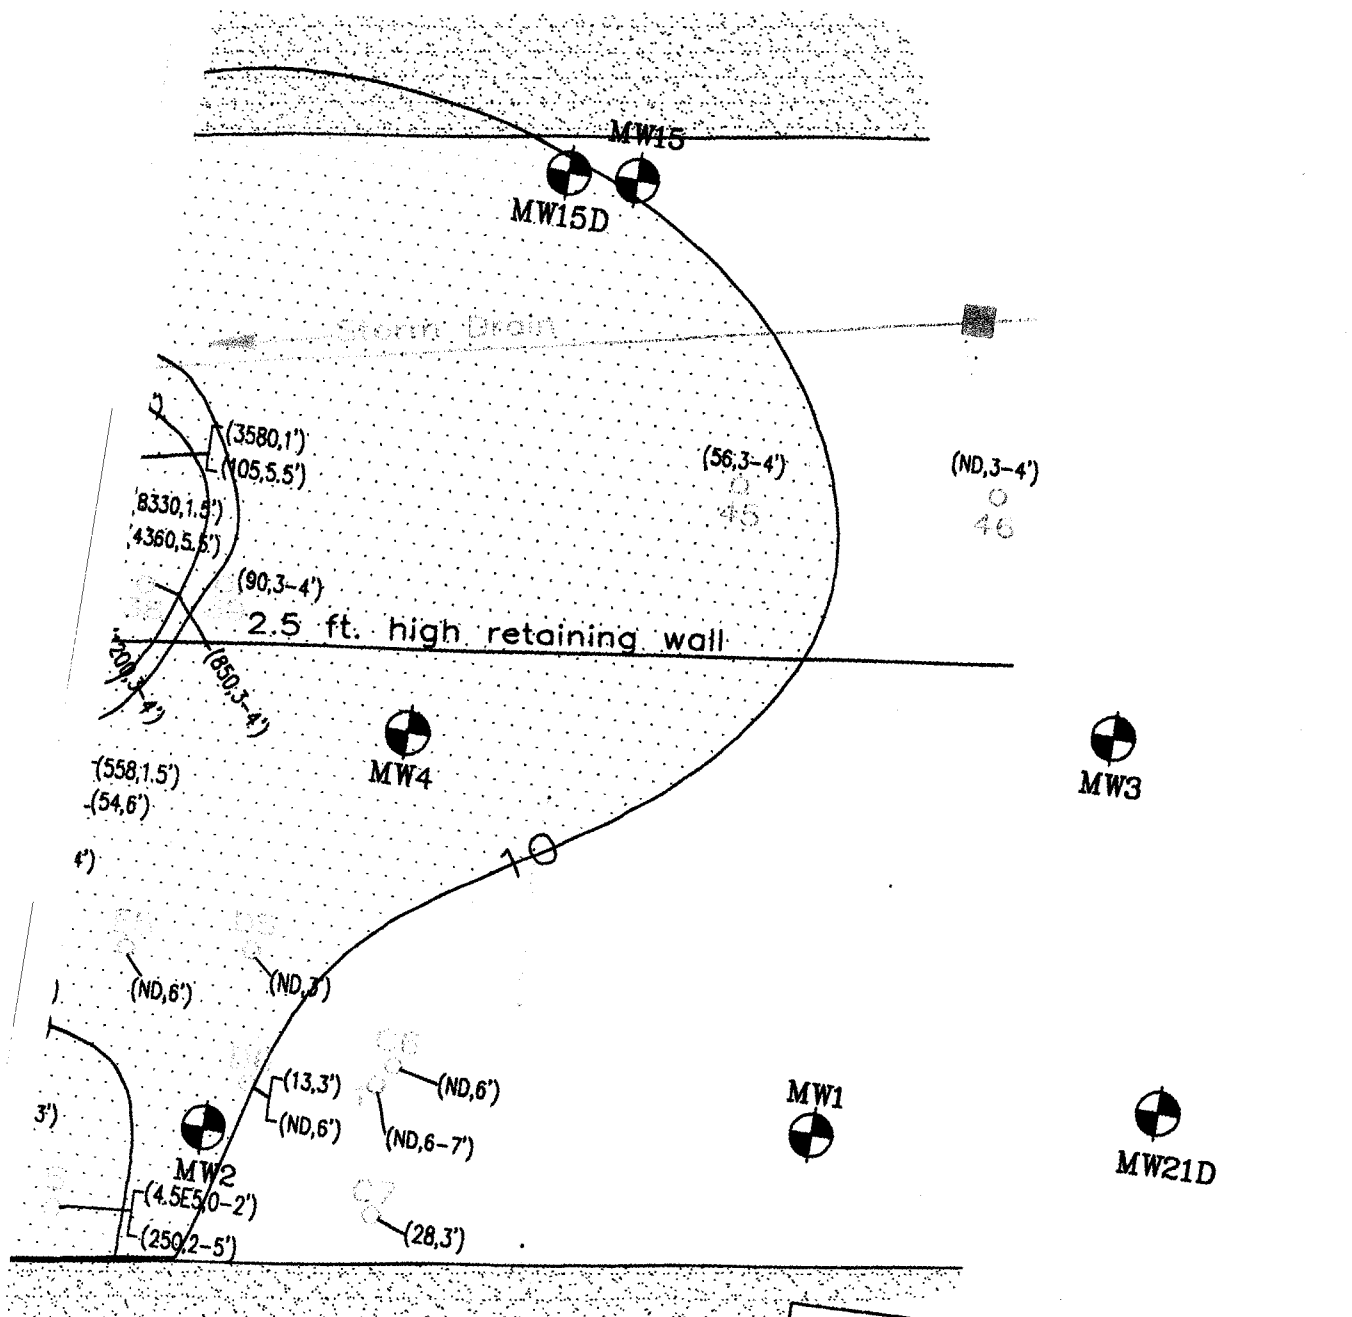 MW15
MW15D
Storm Drain
(3580,1')
(105,5.5')
(56,3-4')
45
(ND,3-4')
46
8330,1.5')
4360,5.5')
(90,3-4')
2.5 ft. high retaining wall
200,3-4')
(850,3-4')
MW4
MW3
(558,1.5')
(54,6')
10
4')
D5
(ND,6')
(ND,3')
)
C6
(13,3')
(ND,6')
(ND,6')
(ND,6-7')
3')
MW2
MW1
MW21D
(4.5E5,0-2')
(250,2-5')
C7
(28,3')